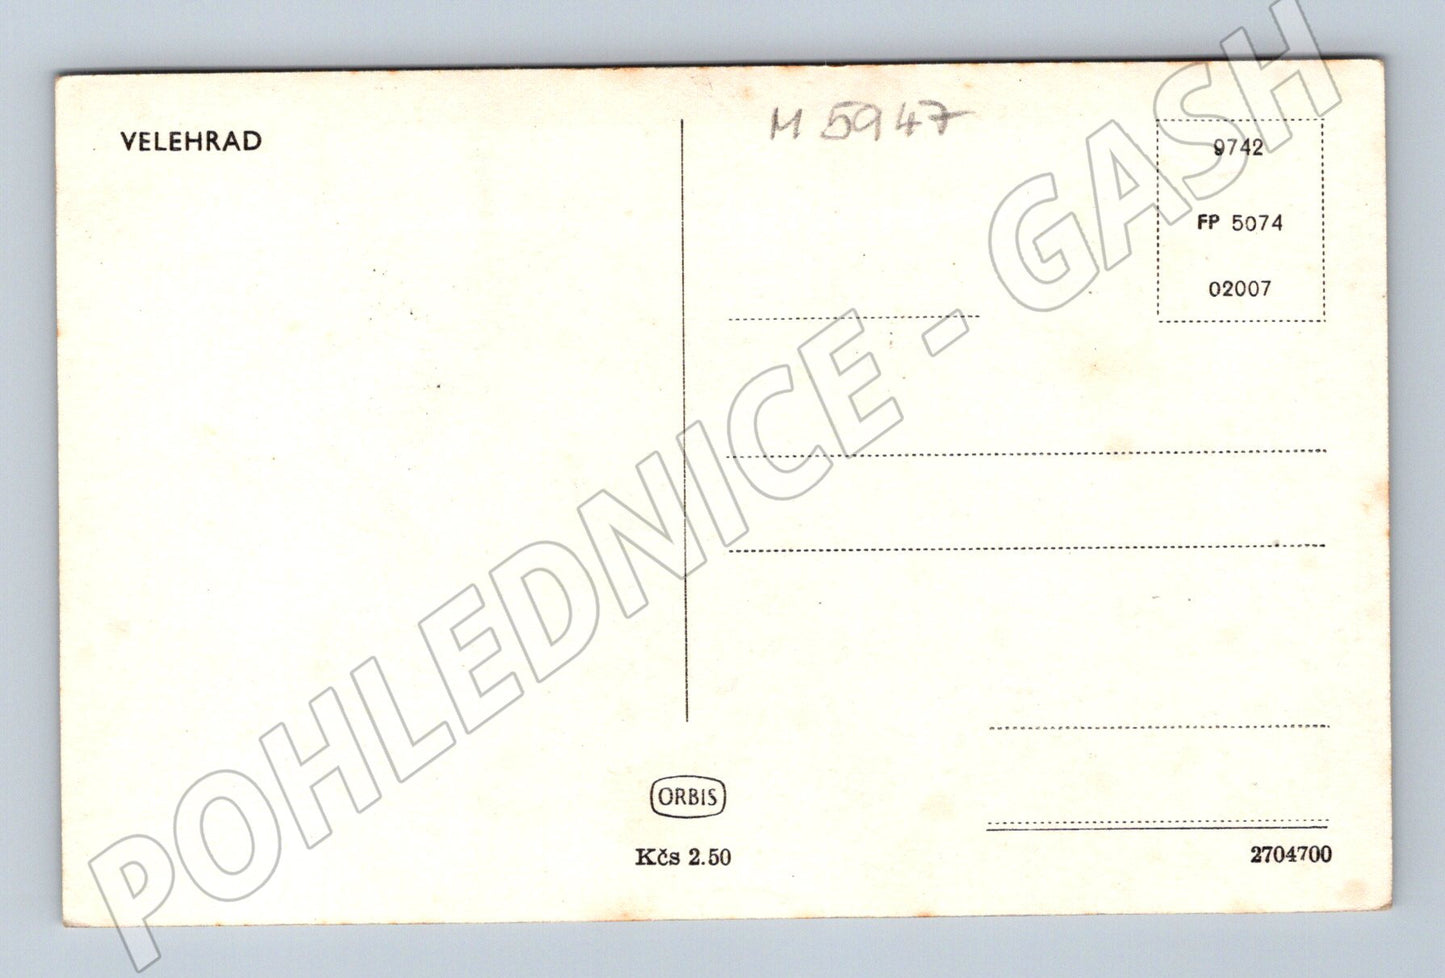 VELEHRAD
M 5947
9742
FP 5074
02007
ORBIS
Kčs 2.50
2704700
POHLEDNICE - GASH